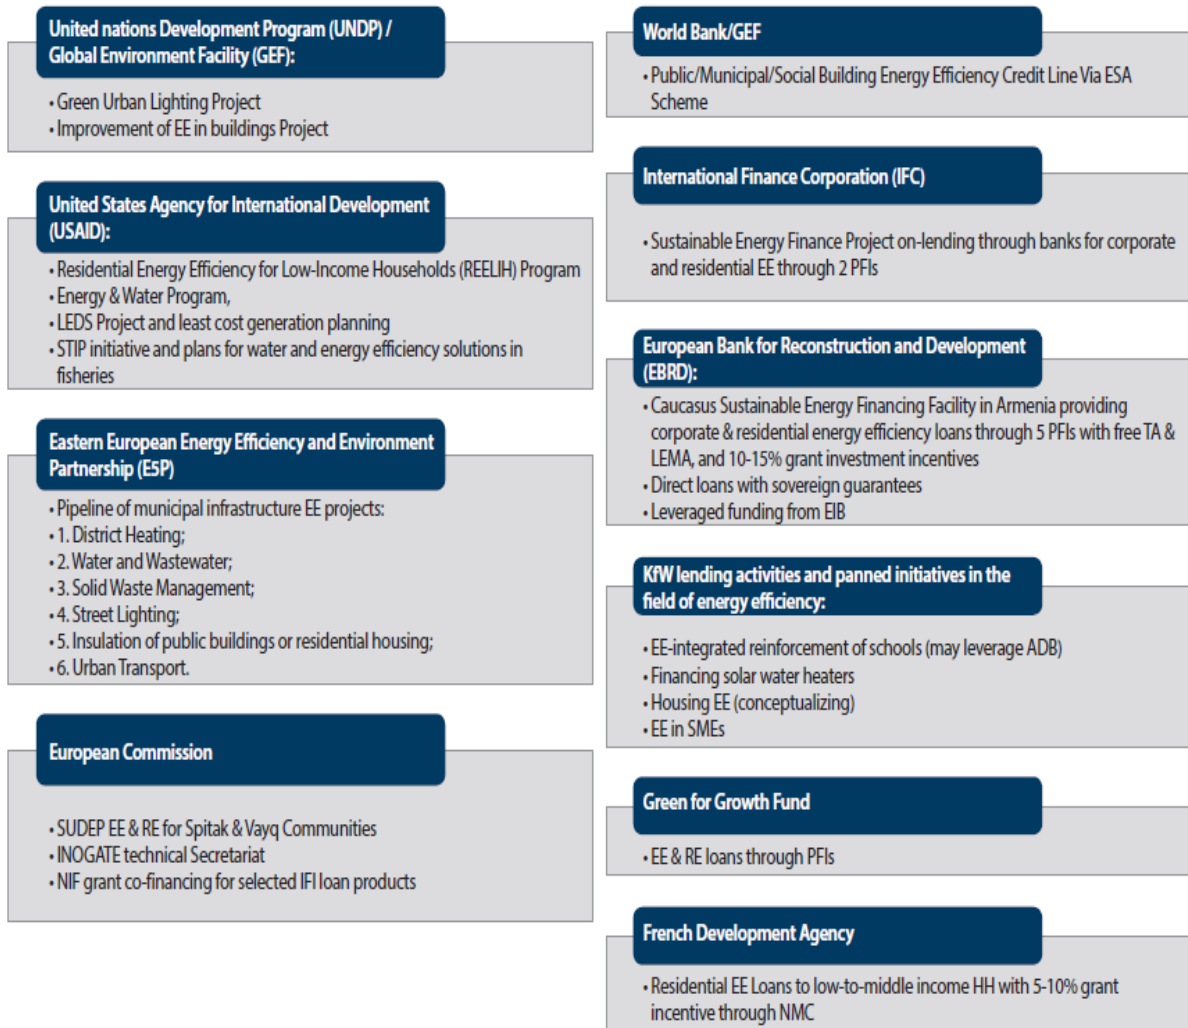 United nations Development Program (UNDP) /
Global Environment Facility (GEF):
• Green Urban Lighting Project
• Improvement of EE in buildings Project
United States Agency for International Development
(USAID):
• Residential Energy Efficiency for Low-Income Households (REELIH) Program
• Energy & Water Program,
• LEDS Project and least cost generation planning
• STIP initiative and plans for water and energy efficiency solutions in
fisheries
Eastern European Energy Efficiency and Environment
Partnership (E5P)
• Pipeline of municipal infrastructure EE projects:
• 1. District Heating;
• 2. Water and Wastewater;
• 3. Solid Waste Management;
• 4. Street Lighting;
• 5. Insulation of public buildings or residential housing;
• 6. Urban Transport.
European Commission
• SUDEP EE & RE for Spitak & Vayq Communities
• INOGATE technical Secretariat
• NIF grant co-financing for selected IFI loan products
World Bank/GEF
• Public/Municipal/Social Building Energy Efficiency Credit Line Via ESA
Scheme
International Finance Corporation (IFC)
• Sustainable Energy Finance Project on-lending through banks for corporate
and residential EE through 2 PFIs
European Bank for Reconstruction and Development
(EBRD):
• Caucasus Sustainable Energy Financing Facility in Armenia providing
corporate & residential energy efficiency loans through 5 PFIs with free TA &
LEMA, and 10-15% grant investment incentives
• Direct loans with sovereign guarantees
• Leveraged funding from EIB
KfW lending activities and panned initiatives in the
field of energy efficiency:
• EE-integrated reinforcement of schools (may leverage ADB)
• Financing solar water heaters
• Housing EE (conceptualizing)
• EE in SMEs
Green for Growth Fund
• EE & RE loans through PFIs
French Development Agency
• Residential EE Loans to low-to-middle income HH with 5-10% grant
incentive through NMC